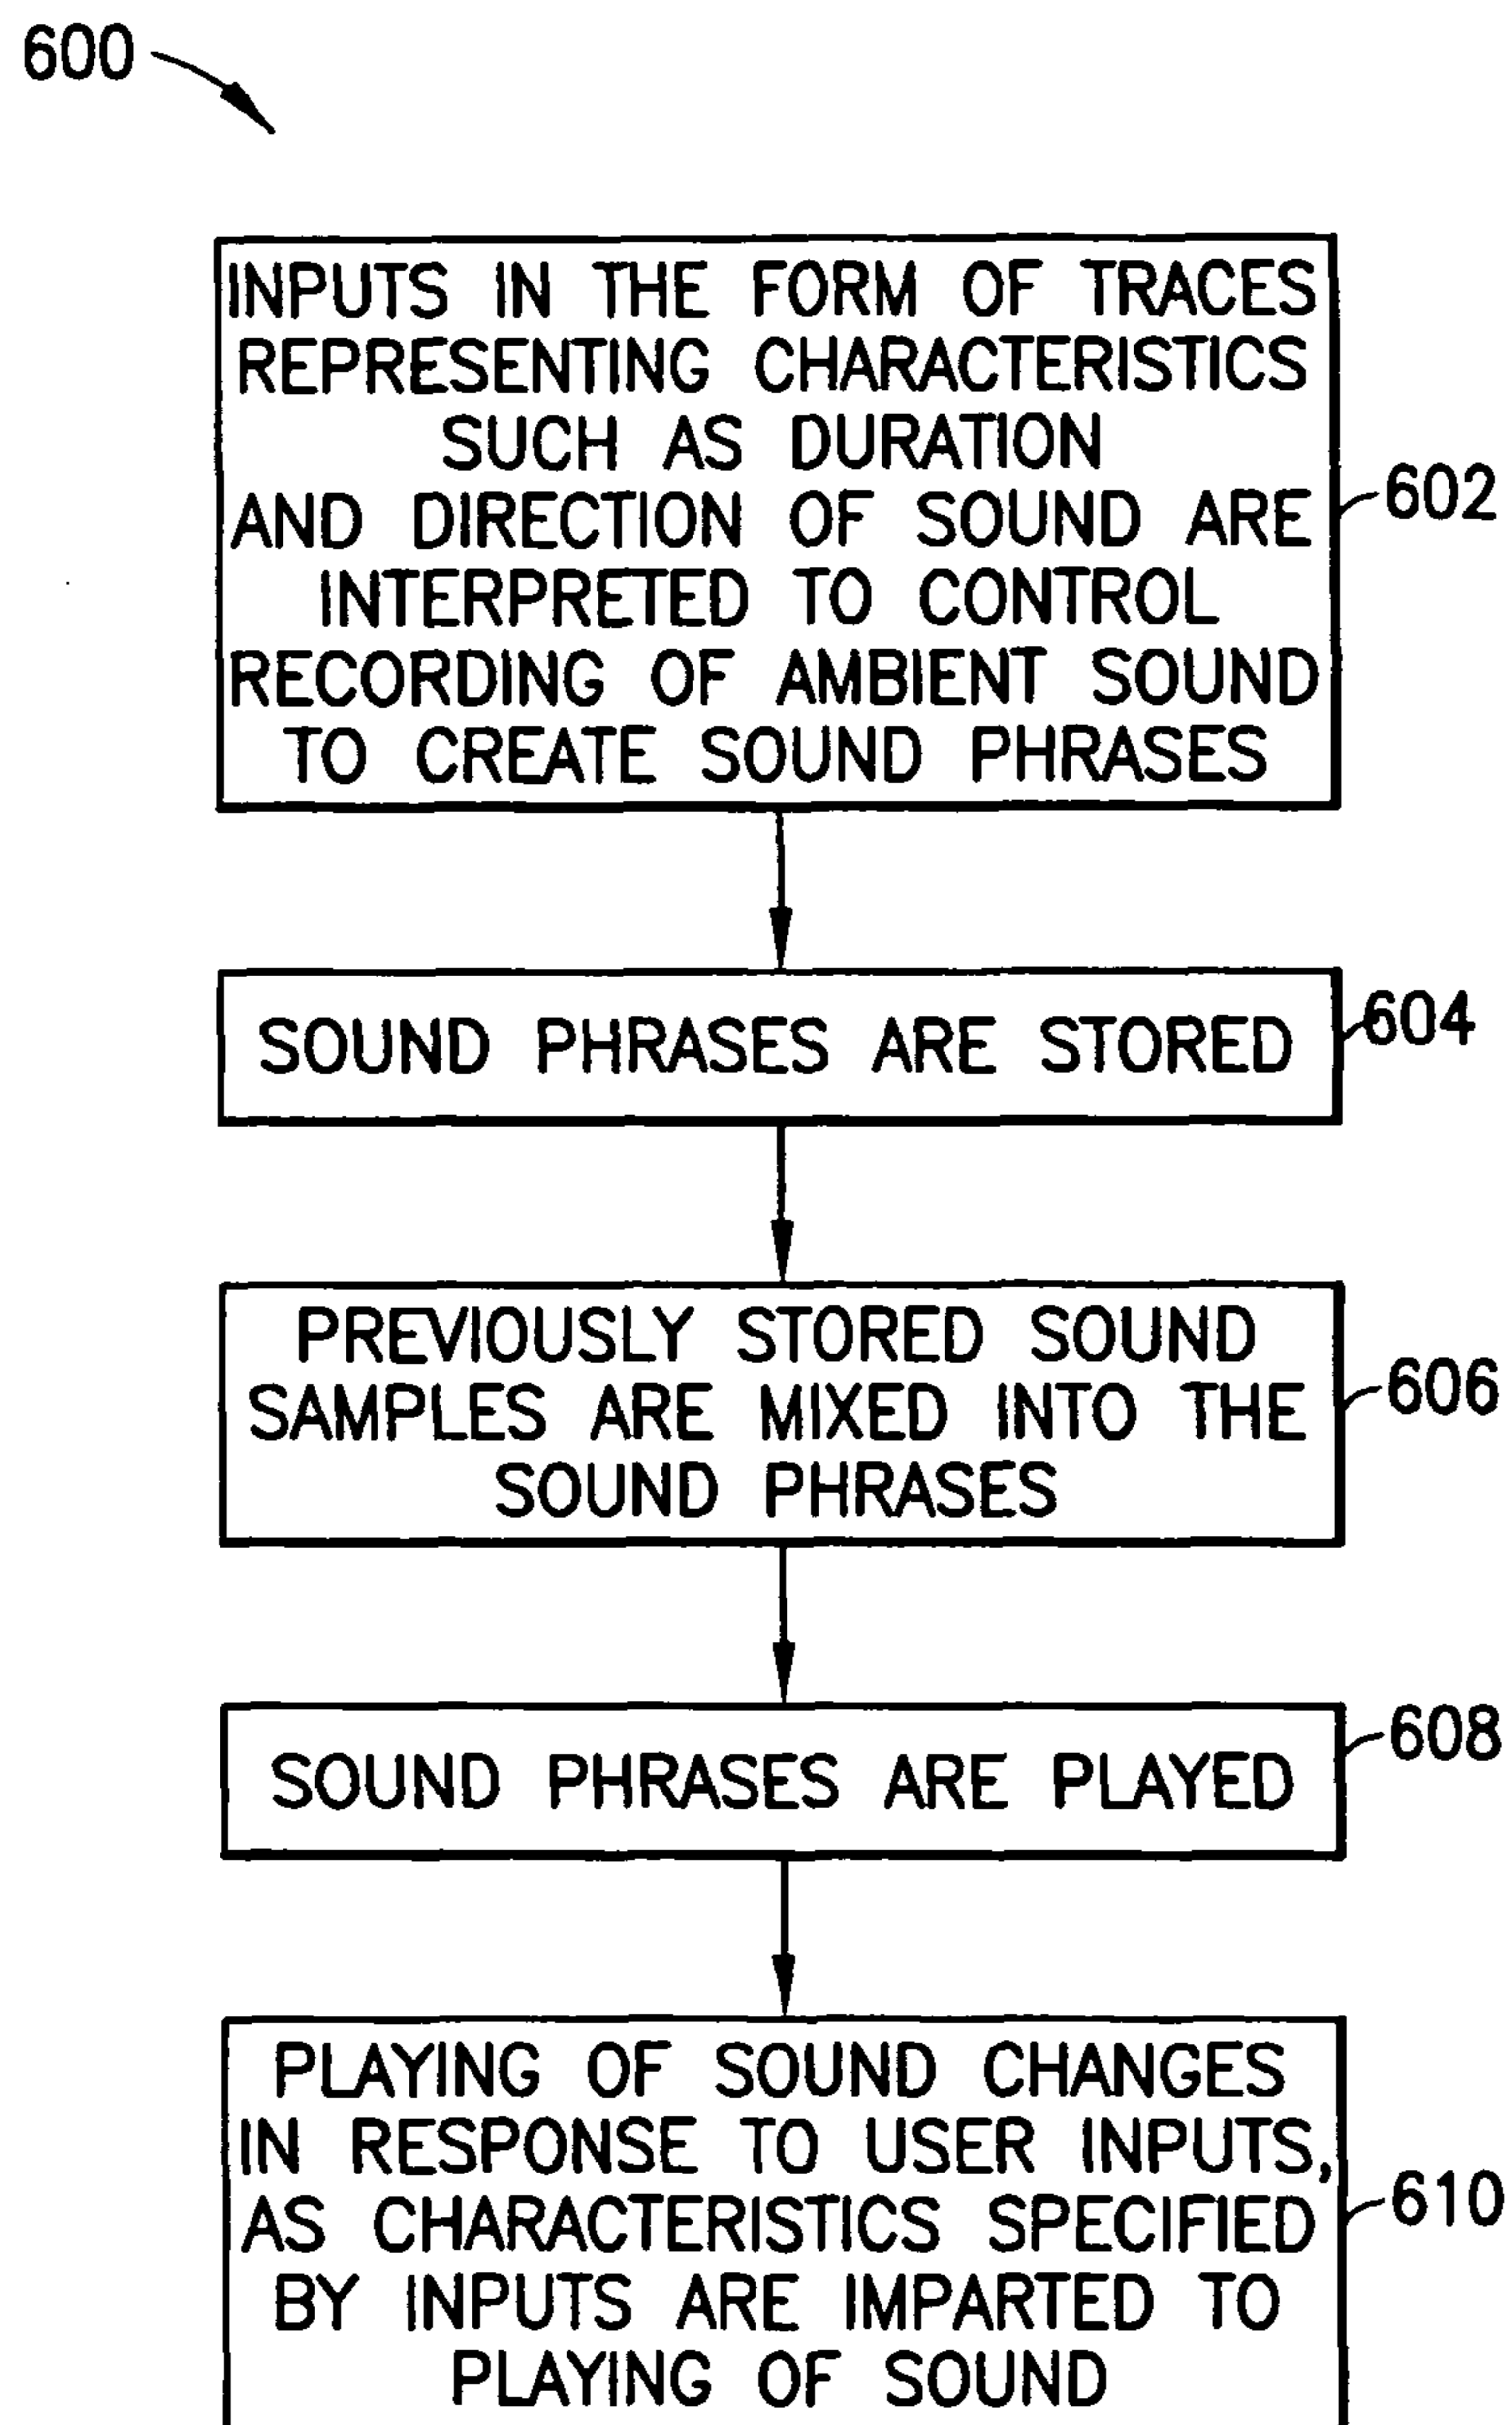 600
INPUTS IN THE FORM OF TRACES
REPRESENTING CHARACTERISTICS
SUCH AS DURATION
AND DIRECTION OF SOUND ARE
INTERPRETED TO CONTROL
RECORDING OF AMBIENT SOUND
TO CREATE SOUND PHRASES
602
SOUND PHRASES ARE STORED
604
PREVIOUSLY STORED SOUND
SAMPLES ARE MIXED INTO THE
SOUND PHRASES
606
SOUND PHRASES ARE PLAYED
608
PLAYING OF SOUND CHANGES
IN RESPONSE TO USER INPUTS,
AS CHARACTERISTICS SPECIFIED
BY INPUTS ARE IMPARTED TO
PLAYING OF SOUND
610